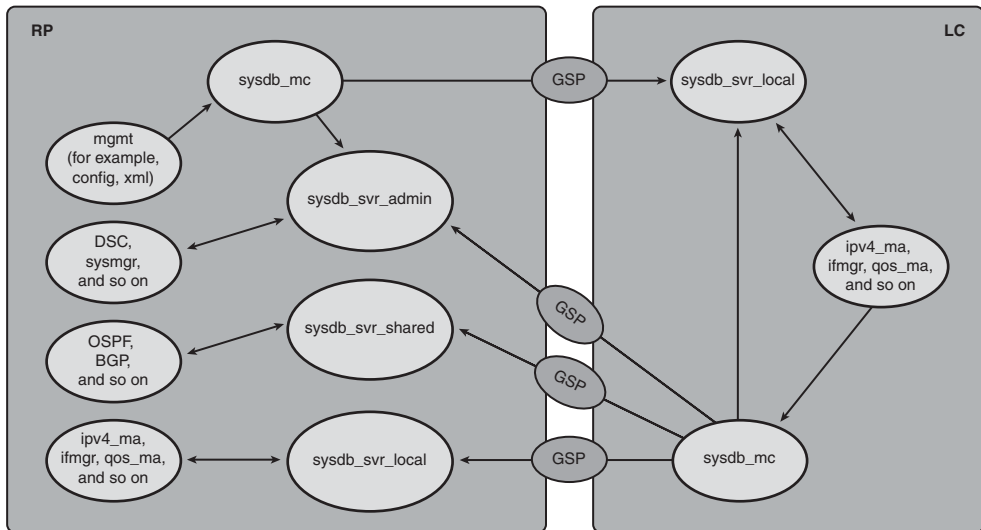 RP
LC
sysdb_mc
GSP
sysdb_svr_local
mgmt
(for example,
config, xml)
sysdb_svr_admin
DSC,
sysmgr,
and so on
ipv4_ma,
ifmgr, qos_ma,
and so on
GSP
sysdb_svr_shared
OSPF,
BGP,
and so on
GSP
ipv4_ma,
ifmgr, qos_ma,
and so on
sysdb_svr_local
GSP
sysdb_mc